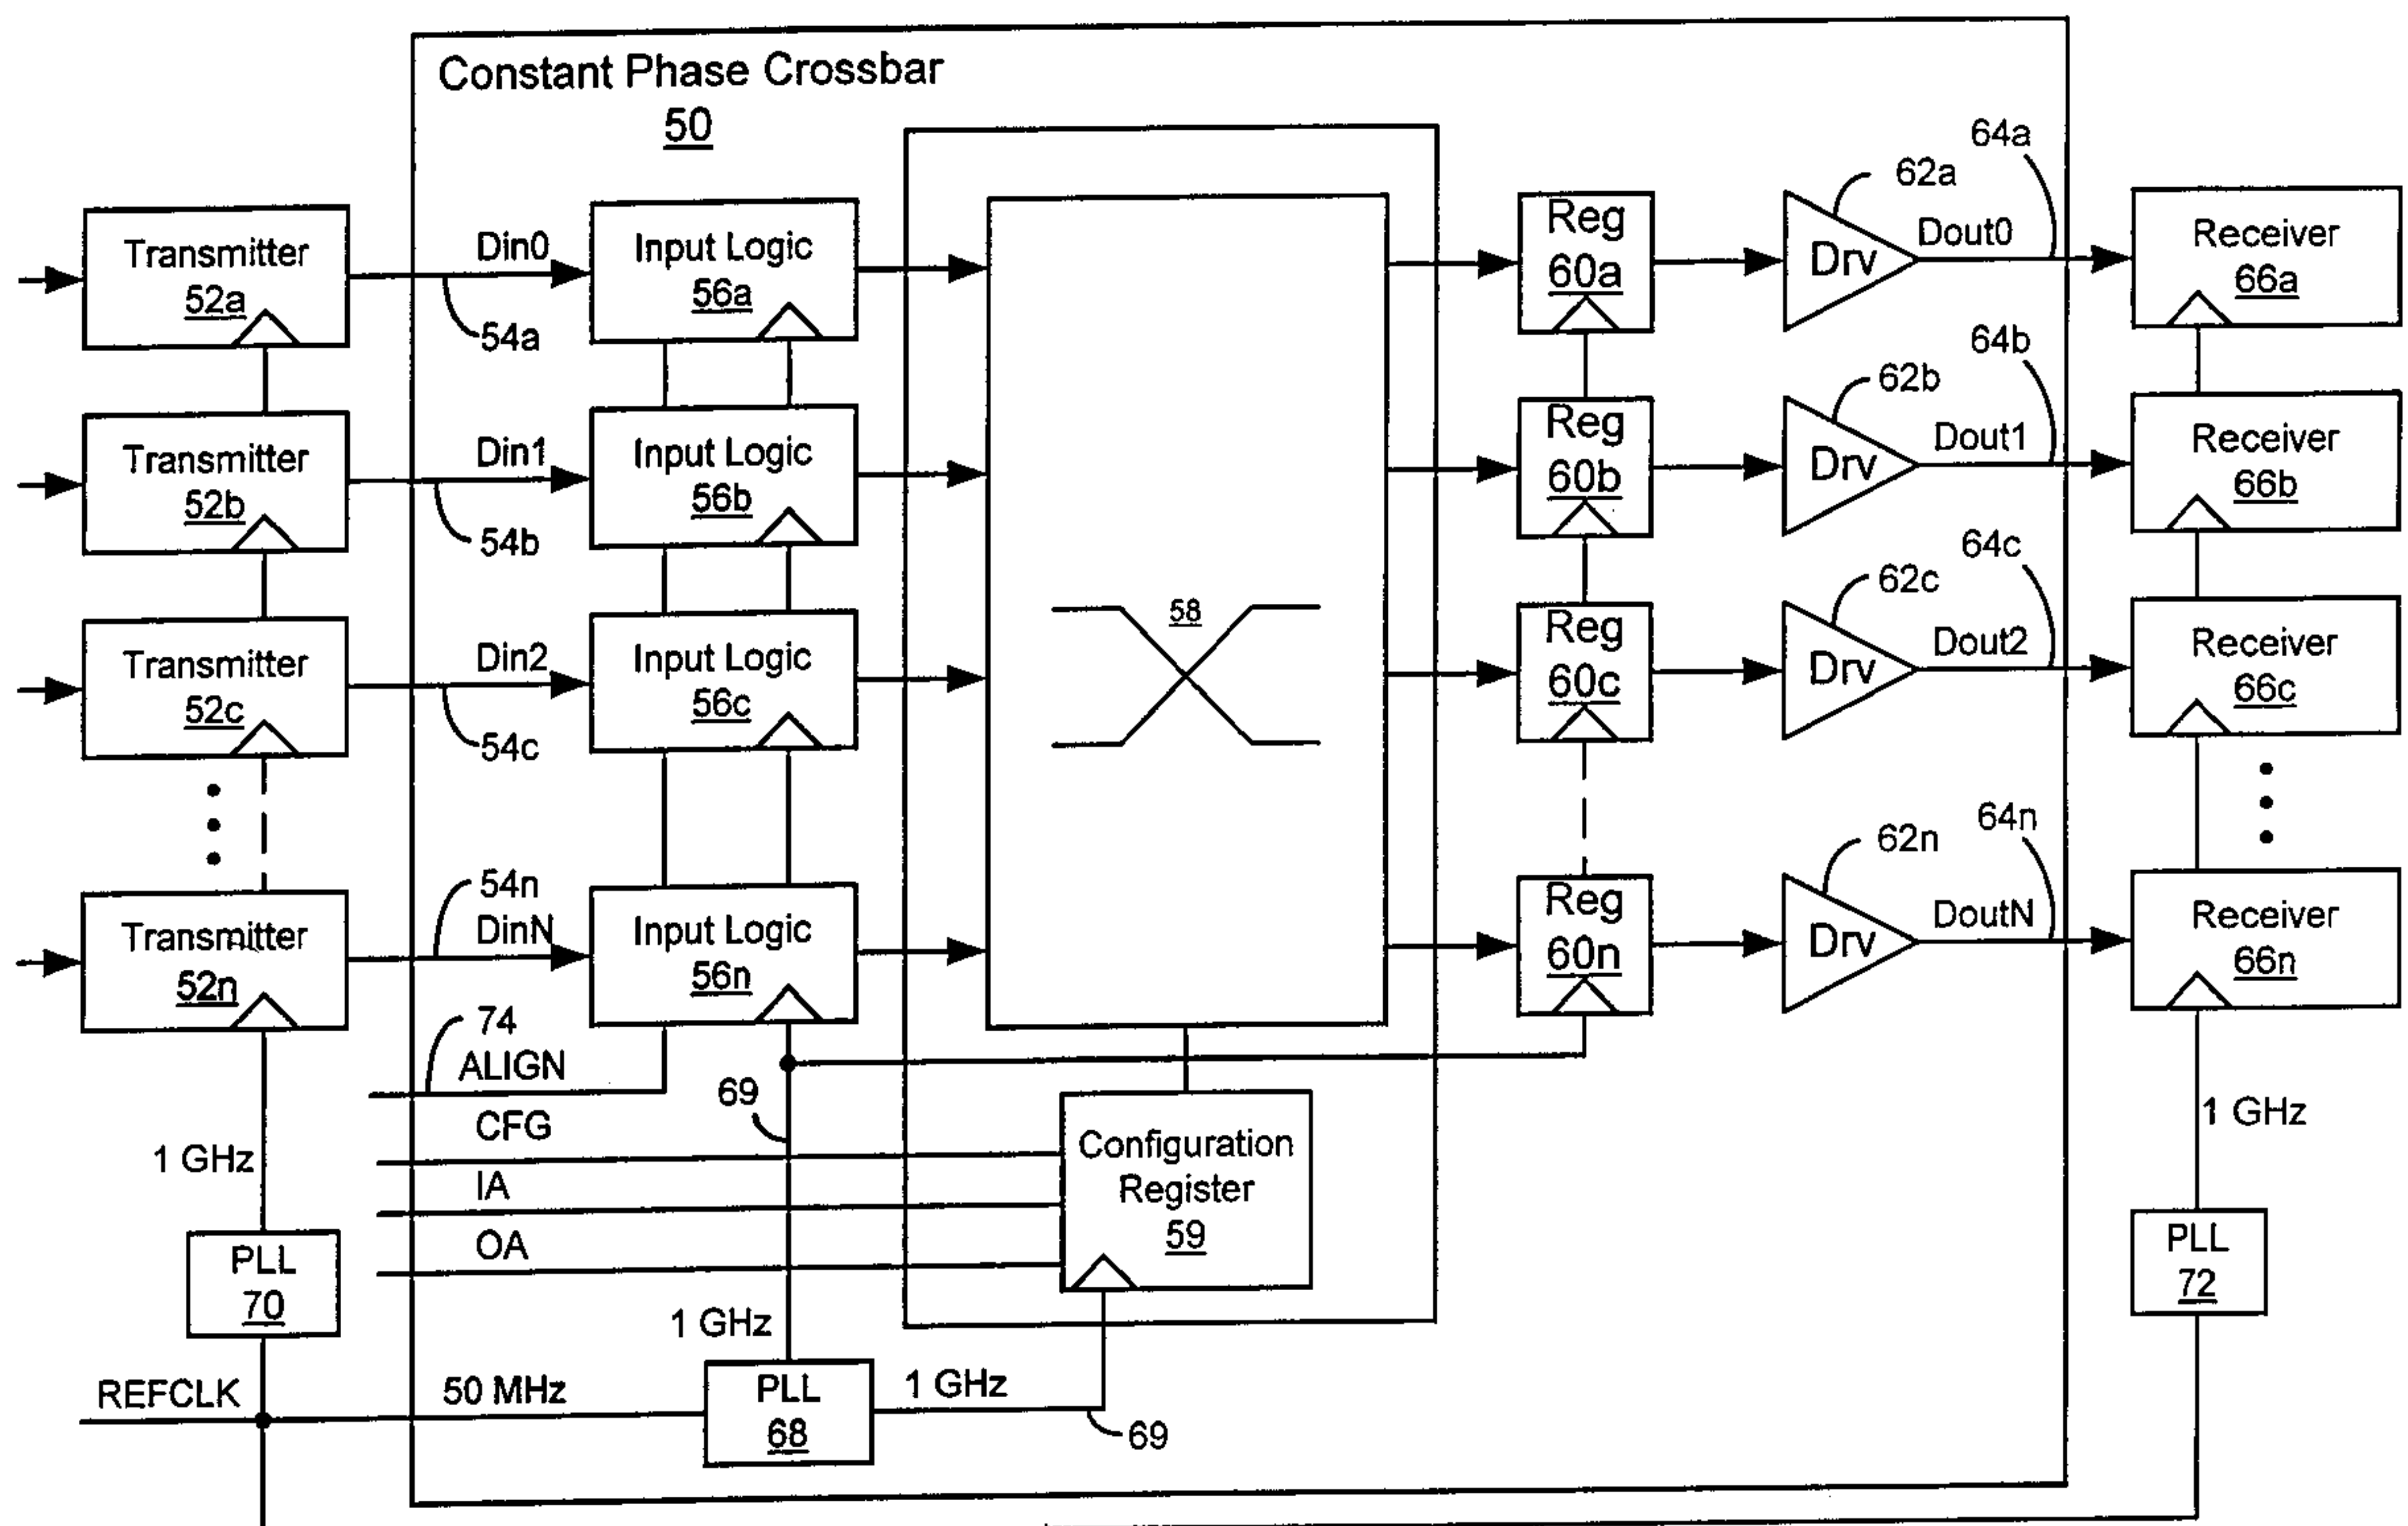 Constant Phase Crossbar
50
Transmitter
52a
Din0
54a
Input Logic
56a
Reg
60a
62a
Drv
64a
Dout0
Receiver
66a
Transmitter
52b
Din1
54b
Input Logic
56b
Reg
60b
62b
Drv
64b
Dout1
Receiver
66b
Transmitter
52c
Din2
54c
Input Logic
56c
58
Reg
60c
62c
Drv
64c
Dout2
Receiver
66c
Transmitter
52n
54n
DinN
Input Logic
56n
Reg
60n
62n
Drv
64n
DoutN
Receiver
66n
74
ALIGN
CFG
IA
OA
69
Configuration
Register
59
1 GHz
PLL
70
1 GHz
PLL
72
REFCLK
50 MHz
1 GHz
PLL
68
1 GHz
69